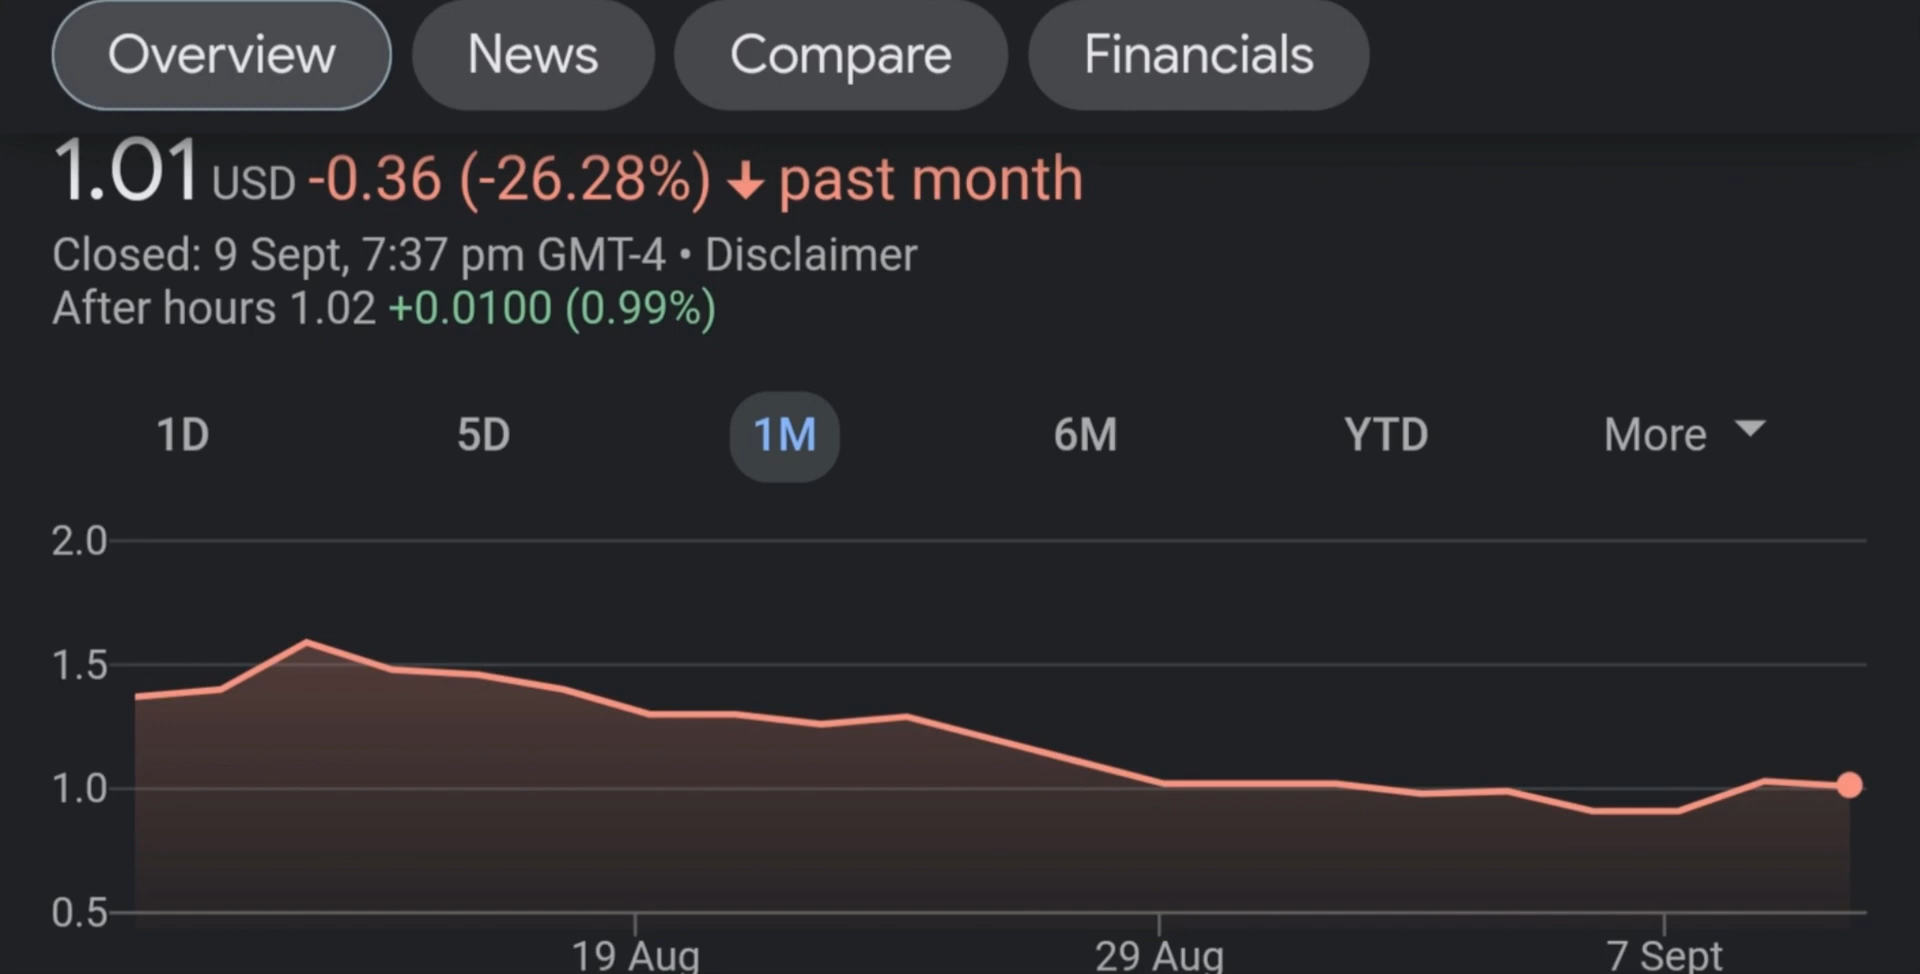 Overview News Compare Financials
1.01 USD -0.36 (-26.28%) ↓ past month
Closed: 9 Sept, 7:37 pm GMT-4 • Disclaimer
After hours 1.02 +0.0100 (0.99%)
1D 5D 1M 6M YTD More
2.0
1.5
1.0
0.5
19 Aug 29 Aug 7 Sept